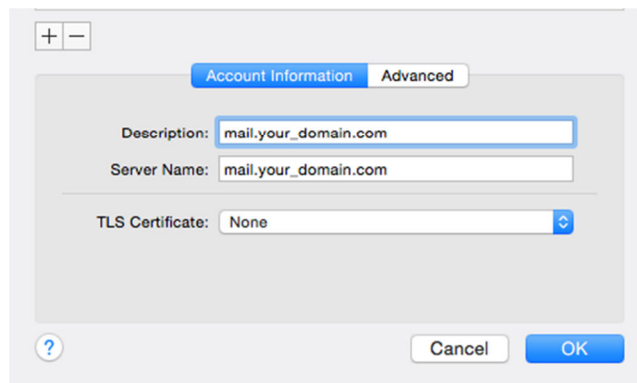 + −
Account Information Advanced
Description: mail.your_domain.com
Server Name: mail.your_domain.com
TLS Certificate: None
? Cancel OK